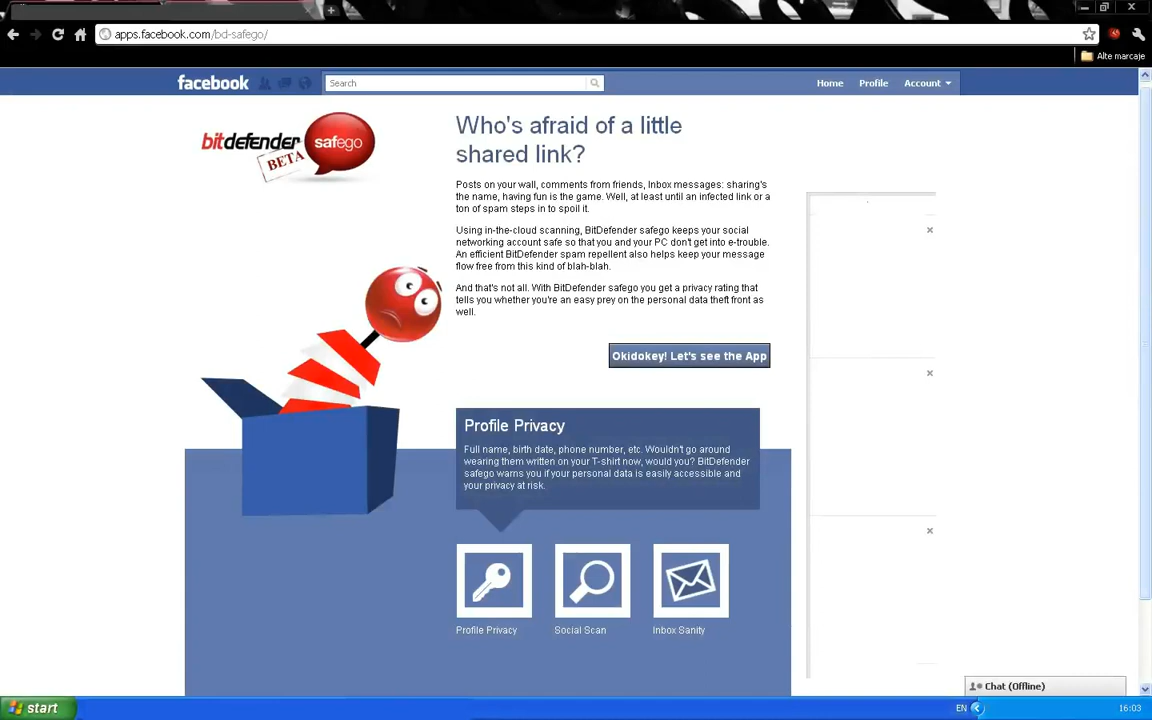 apps.facebook.com/bd-safego/
Alte marcaje
facebook
Search
Home Profile Account
bitdefender safego
BETA
Who's afraid of a little
shared link?
Posts on your wall, comments from friends, Inbox messages: sharing's
the name, having fun is the game. Well, at least until an infected link or a
ton of spam steps in to spoil it.
Using in-the-cloud scanning, BitDefender safego keeps your social
networking account safe so that you and your PC don't get into e-trouble.
An efficient BitDefender spam repellent also helps keep your message
flow free from this kind of blah-blah.
And that's not all. With BitDefender safego you get a privacy rating that
tells you whether you're an easy prey on the personal data theft front as
well.
Okidokey! Let's see the App
Profile Privacy
Full name, birth date, phone number, etc. Wouldn't go around
wearing them written on your T-shirt now, would you? BitDefender
safego warns you if your personal data is easily accessible and
your privacy at risk.
Profile Privacy Social Scan Inbox Sanity
Chat (Offline)
start
EN
16:03